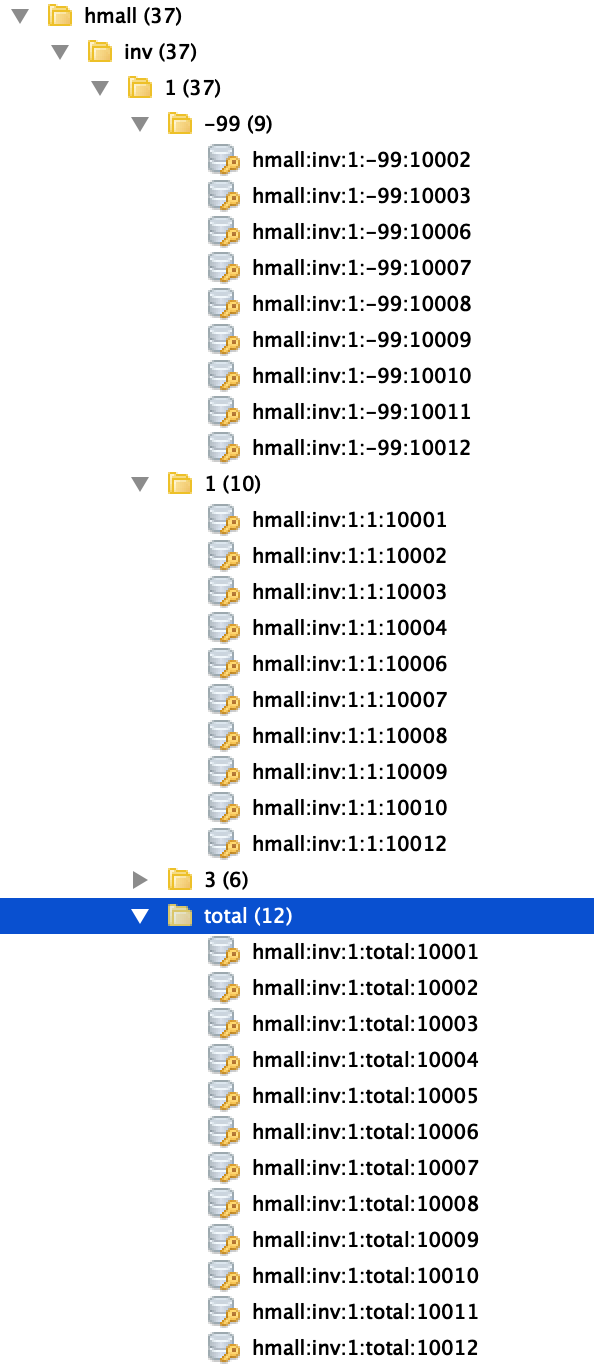 hmall (37)
inv (37)
1 (37)
-99 (9)
hmall:inv:1:-99:10002
hmall:inv:1:-99:10003
hmall:inv:1:-99:10006
hmall:inv:1:-99:10007
hmall:inv:1:-99:10008
hmall:inv:1:-99:10009
hmall:inv:1:-99:10010
hmall:inv:1:-99:10011
hmall:inv:1:-99:10012
1 (10)
hmall:inv:1:1:10001
hmall:inv:1:1:10002
hmall:inv:1:1:10003
hmall:inv:1:1:10004
hmall:inv:1:1:10006
hmall:inv:1:1:10007
hmall:inv:1:1:10008
hmall:inv:1:1:10009
hmall:inv:1:1:10010
hmall:inv:1:1:10012
3 (6)
total (12)
hmall:inv:1:total:10001
hmall:inv:1:total:10002
hmall:inv:1:total:10003
hmall:inv:1:total:10004
hmall:inv:1:total:10005
hmall:inv:1:total:10006
hmall:inv:1:total:10007
hmall:inv:1:total:10008
hmall:inv:1:total:10009
hmall:inv:1:total:10010
hmall:inv:1:total:10011
hmall:inv:1:total:10012